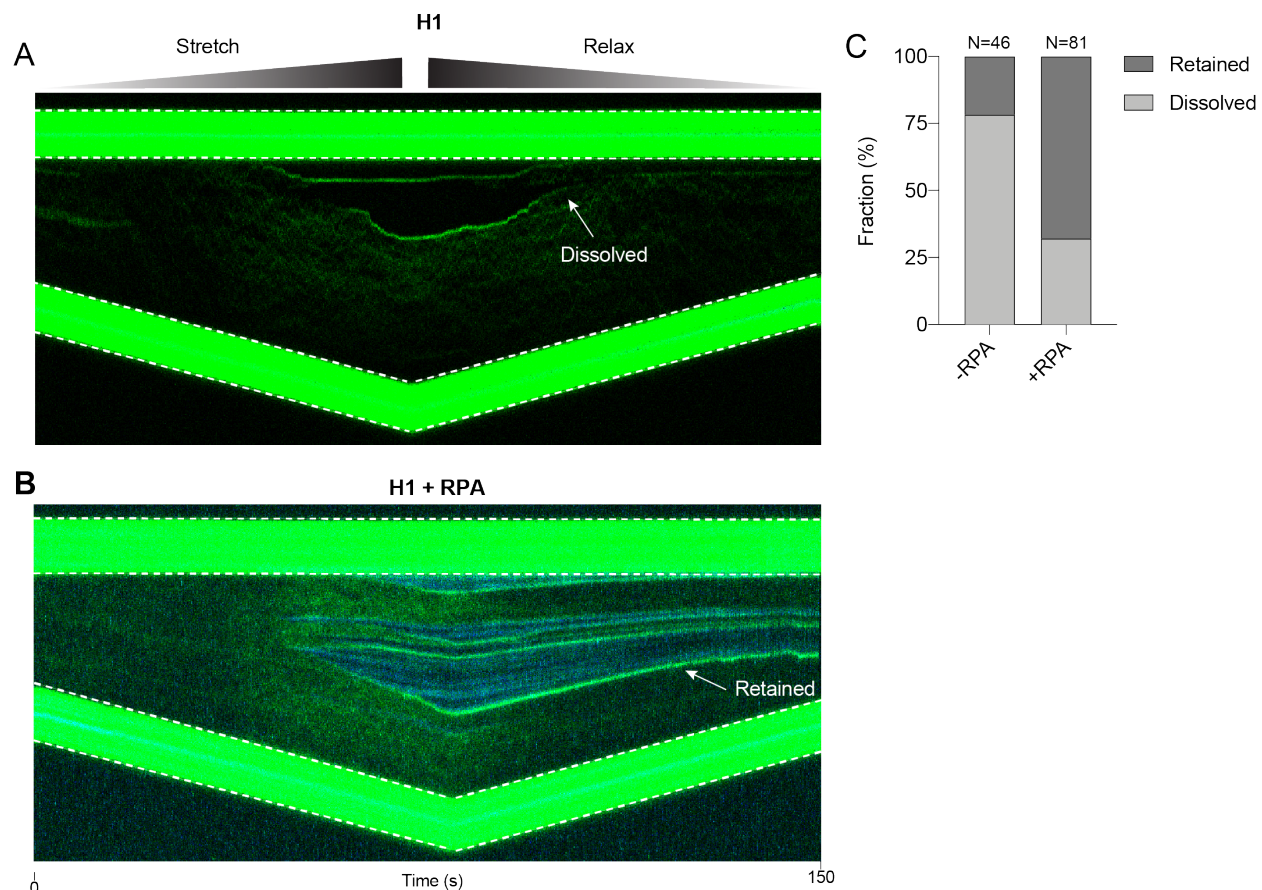 H1
A
Stretch
Relax
Dissolved
B
H1 + RPA
Retained
0
Time (s)
150
C
N=46
N=81
100
75
50
25
0
Fraction (%)
-RPA
+RPA
Retained
Dissolved